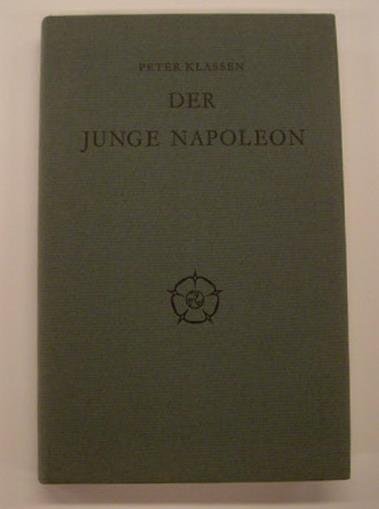 PETER KLASSEN
DER
JUNGE NAPOLEON